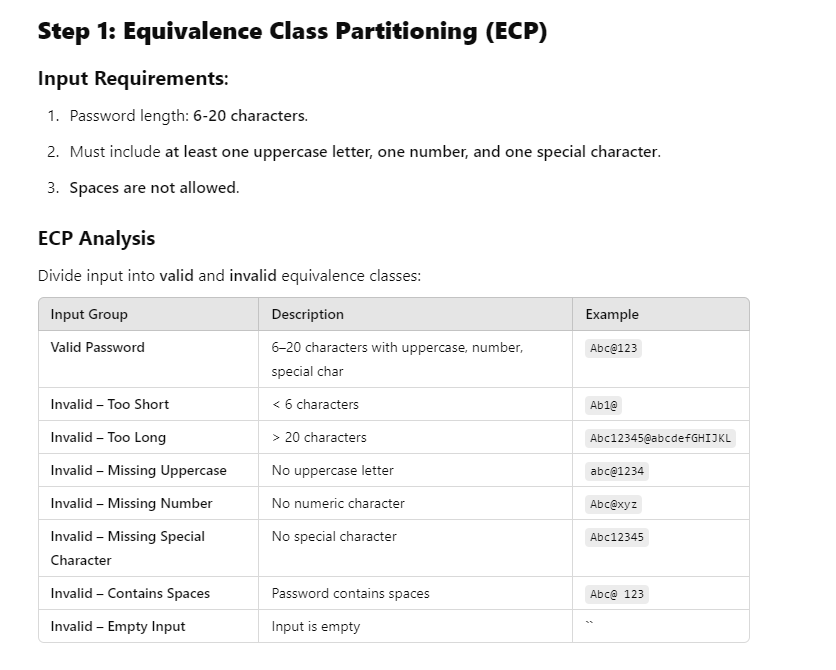 Step 1: Equivalence Class Partitioning (ECP)
Input Requirements:
1. Password length: 6-20 characters.
2. Must include at least one uppercase letter, one number, and one special character.
3. Spaces are not allowed.
ECP Analysis
Divide input into valid and invalid equivalence classes:
Input Group Description Example
Valid Password 6–20 characters with uppercase, number, Abc@123
special char
Invalid – Too Short < 6 characters Ab1@
Invalid – Too Long > 20 characters Abc12345@abcdefGHIJKL
Invalid – Missing Uppercase No uppercase letter abc@1234
Invalid – Missing Number No numeric character Abc@xyz
Invalid – Missing Special No special character Abc12345
Character
Invalid – Contains Spaces Password contains spaces Abc@ 123
Invalid – Empty Input Input is empty ``